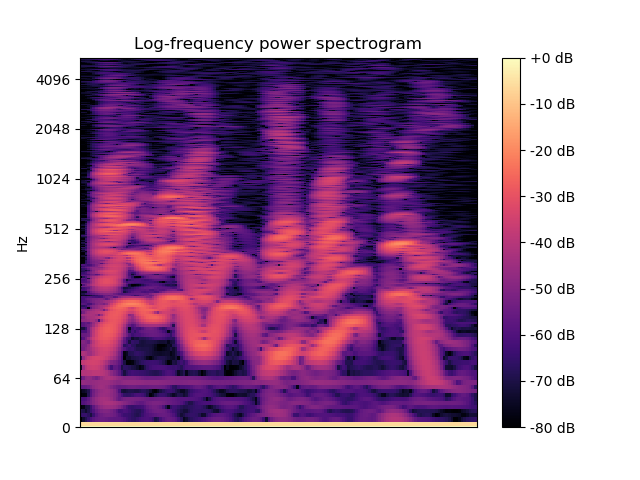 Log-frequency power spectrogram
Hz
4096
2048
1024
512
256
128
64
0
+0 dB
-10 dB
-20 dB
-30 dB
-40 dB
-50 dB
-60 dB
-70 dB
-80 dB